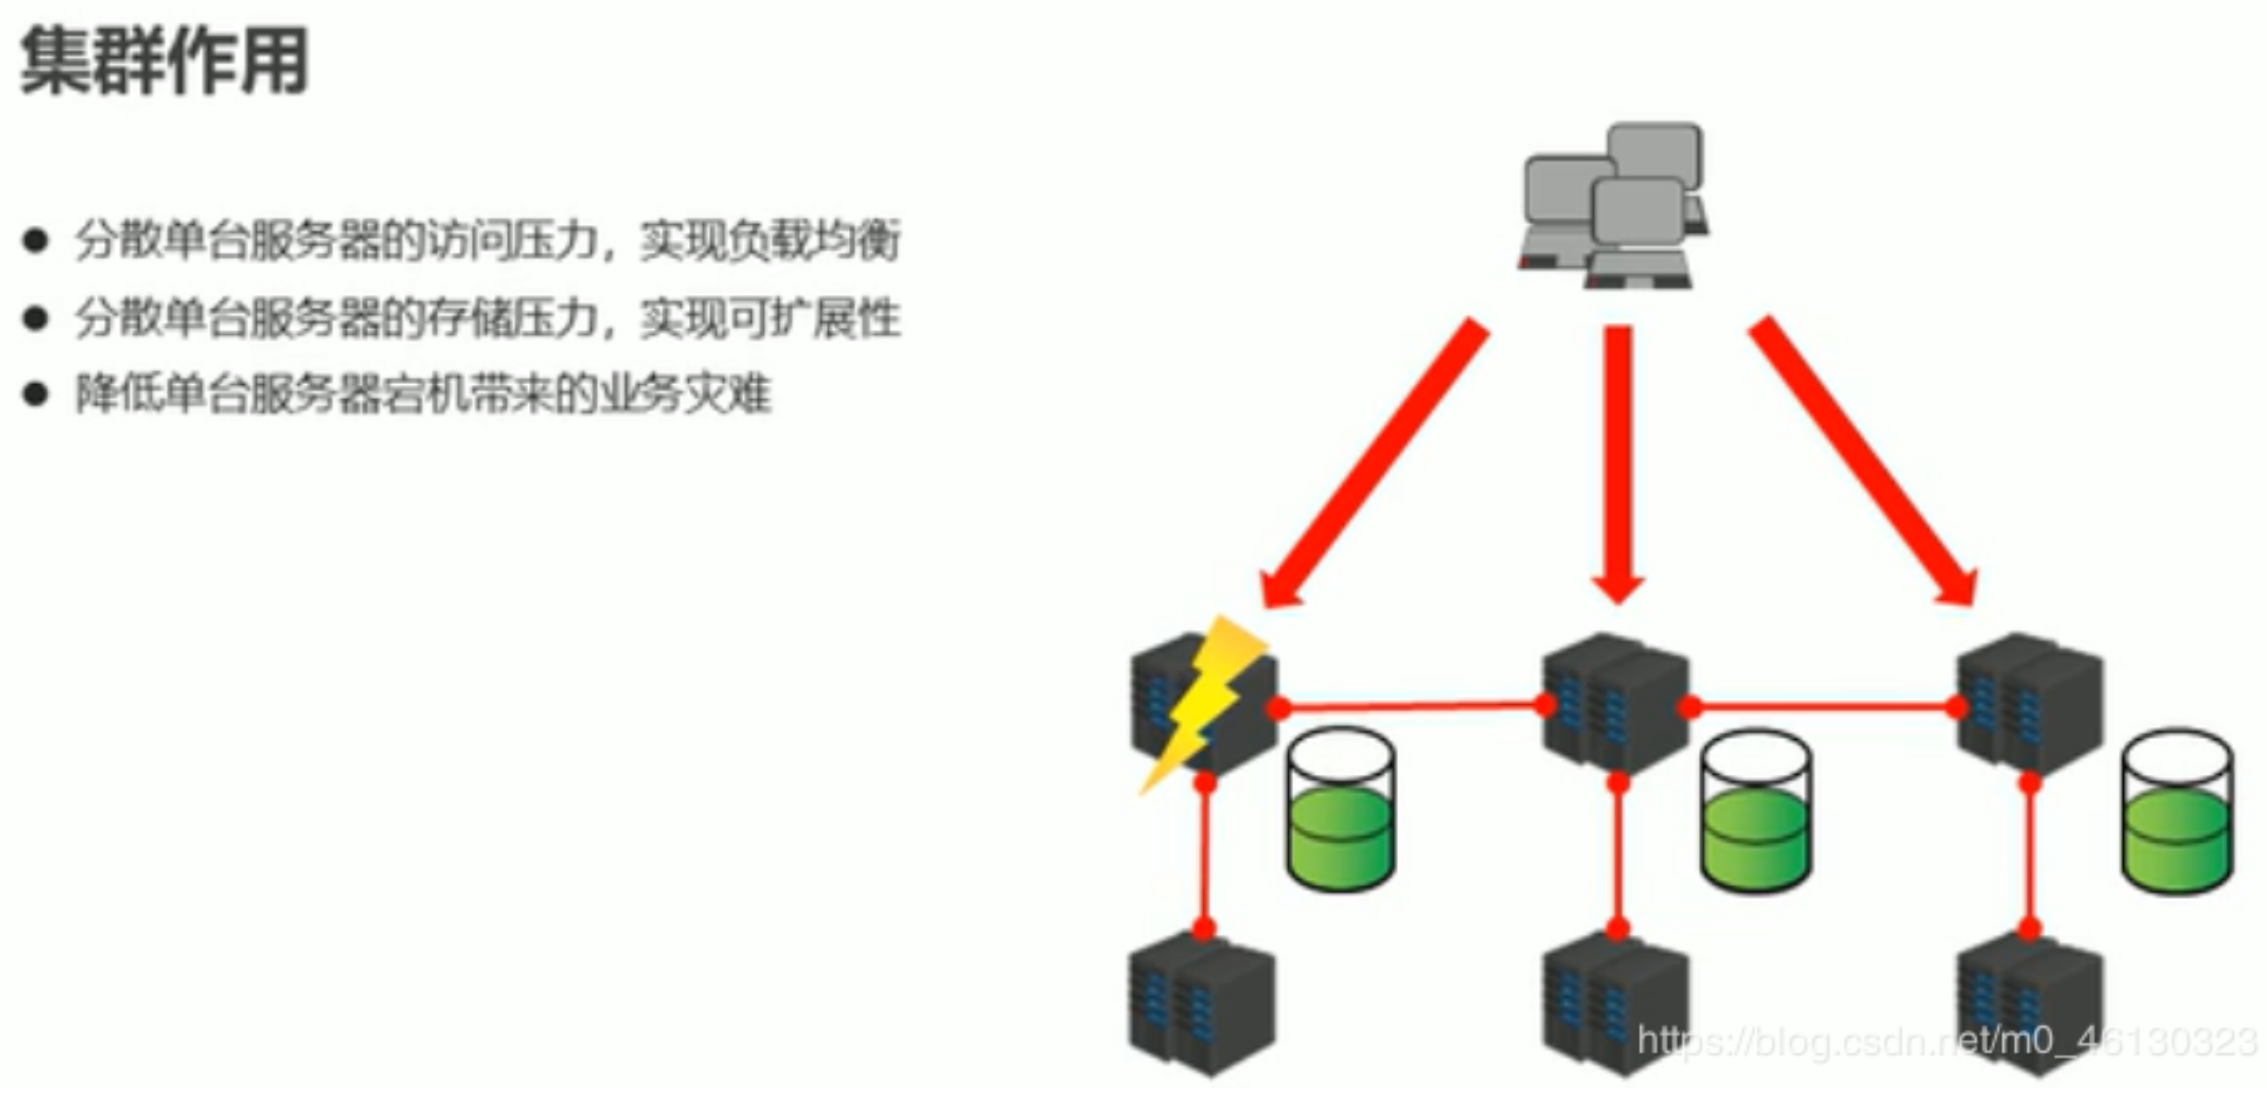 集群作用
● 分散单台服务器的访问压力，实现负载均衡
● 分散单台服务器的存储压力，实现可扩展性
● 降低单台服务器宕机带来的业务灾难
https://blog.csdn.net/m0_46130323